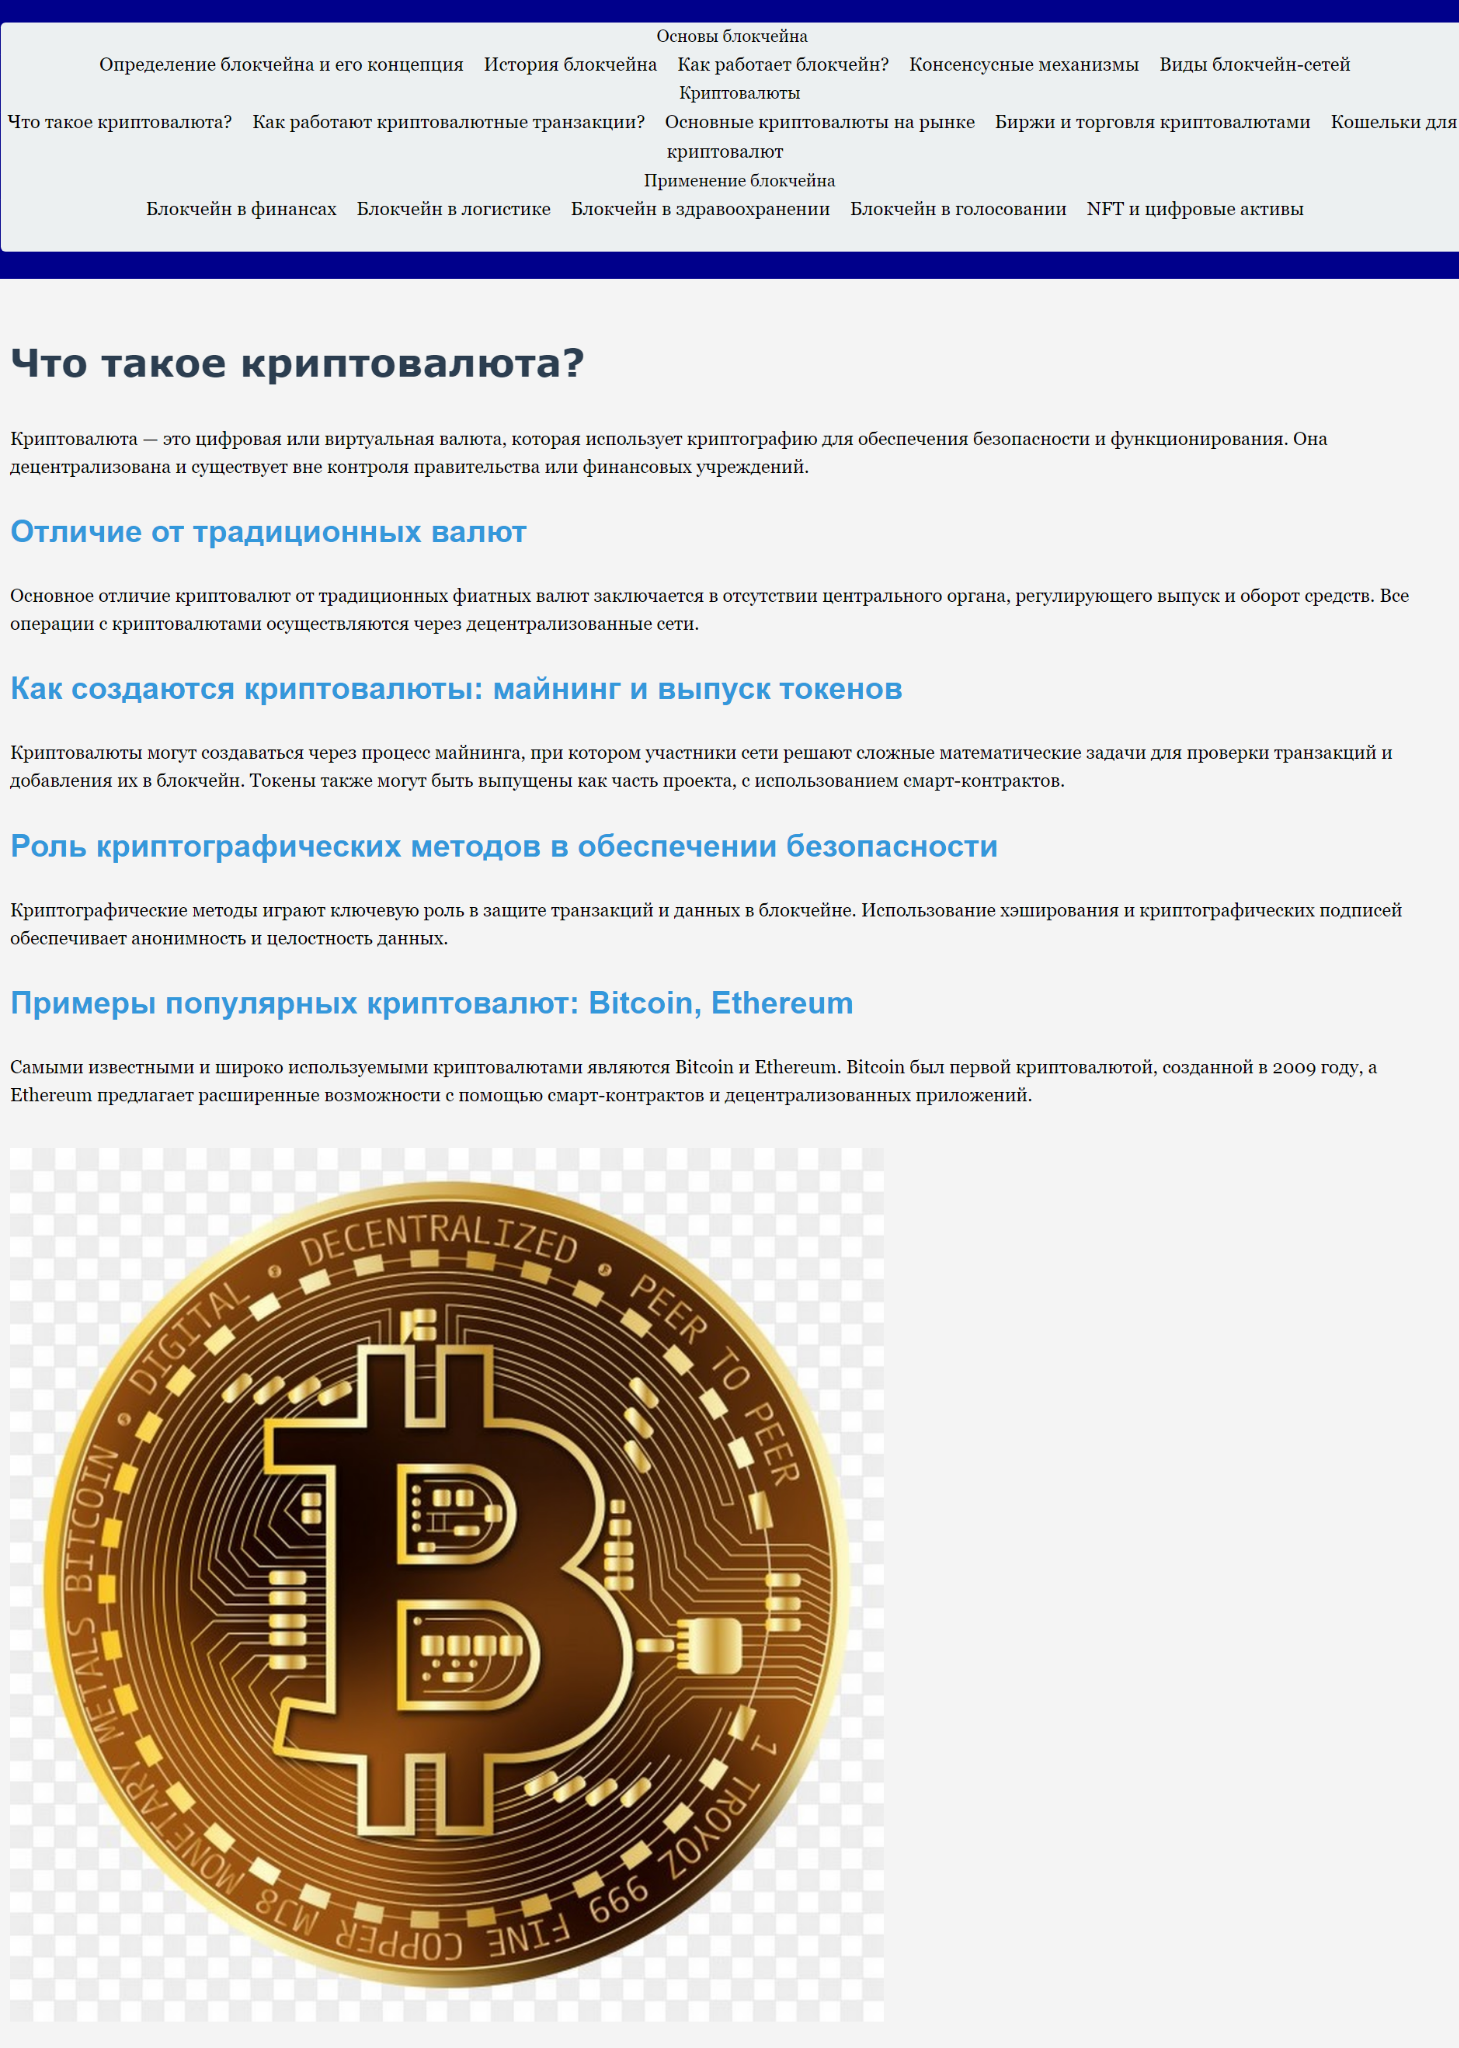 Основы блокчейна
Определение блокчейна и его концепция История блокчейна Как работает блокчейн? Консенсусные механизмы Виды блокчейн-сетей
Криптовалюты
Что такое криптовалюта? Как работают криптовалютные транзакции? Основные криптовалюты на рынке Биржи и торговля криптовалютами Кошельки для
криптовалют
Применение блокчейна
Блокчейн в финансах Блокчейн в логистике Блокчейн в здравоохранении Блокчейн в голосовании NFT и цифровые активы
Что такое криптовалюта?
Криптовалюта — это цифровая или виртуальная валюта, которая использует криптографию для обеспечения безопасности и функционирования. Она
децентрализована и существует вне контроля правительства или финансовых учреждений.
Отличие от традиционных валют
Основное отличие криптовалют от традиционных фиатных валют заключается в отсутствии центрального органа, регулирующего выпуск и оборот средств. Все
операции с криптовалютами осуществляются через децентрализованные сети.
Как создаются криптовалюты: майнинг и выпуск токенов
Криптовалюты могут создаваться через процесс майнинга, при котором участники сети решают сложные математические задачи для проверки транзакций и
добавления их в блокчейн. Токены также могут быть выпущены как часть проекта, с использованием смарт-контрактов.
Роль криптографических методов в обеспечении безопасности
Криптографические методы играют ключевую роль в защите транзакций и данных в блокчейне. Использование хэширования и криптографических подписей
обеспечивает анонимность и целостность данных.
Примеры популярных криптовалют: Bitcoin, Ethereum
Самыми известными и широко используемыми криптовалютами являются Bitcoin и Ethereum. Bitcoin был первой криптовалютой, созданной в 2009 году, а
Ethereum предлагает расширенные возможности с помощью смарт-контрактов и децентрализованных приложений.
DIGITAL • DECENTRALIZED • PEER TO PEER
1 TROYOZ 999 FINE COPPER MJB MONETARY METALS BITCOIN •